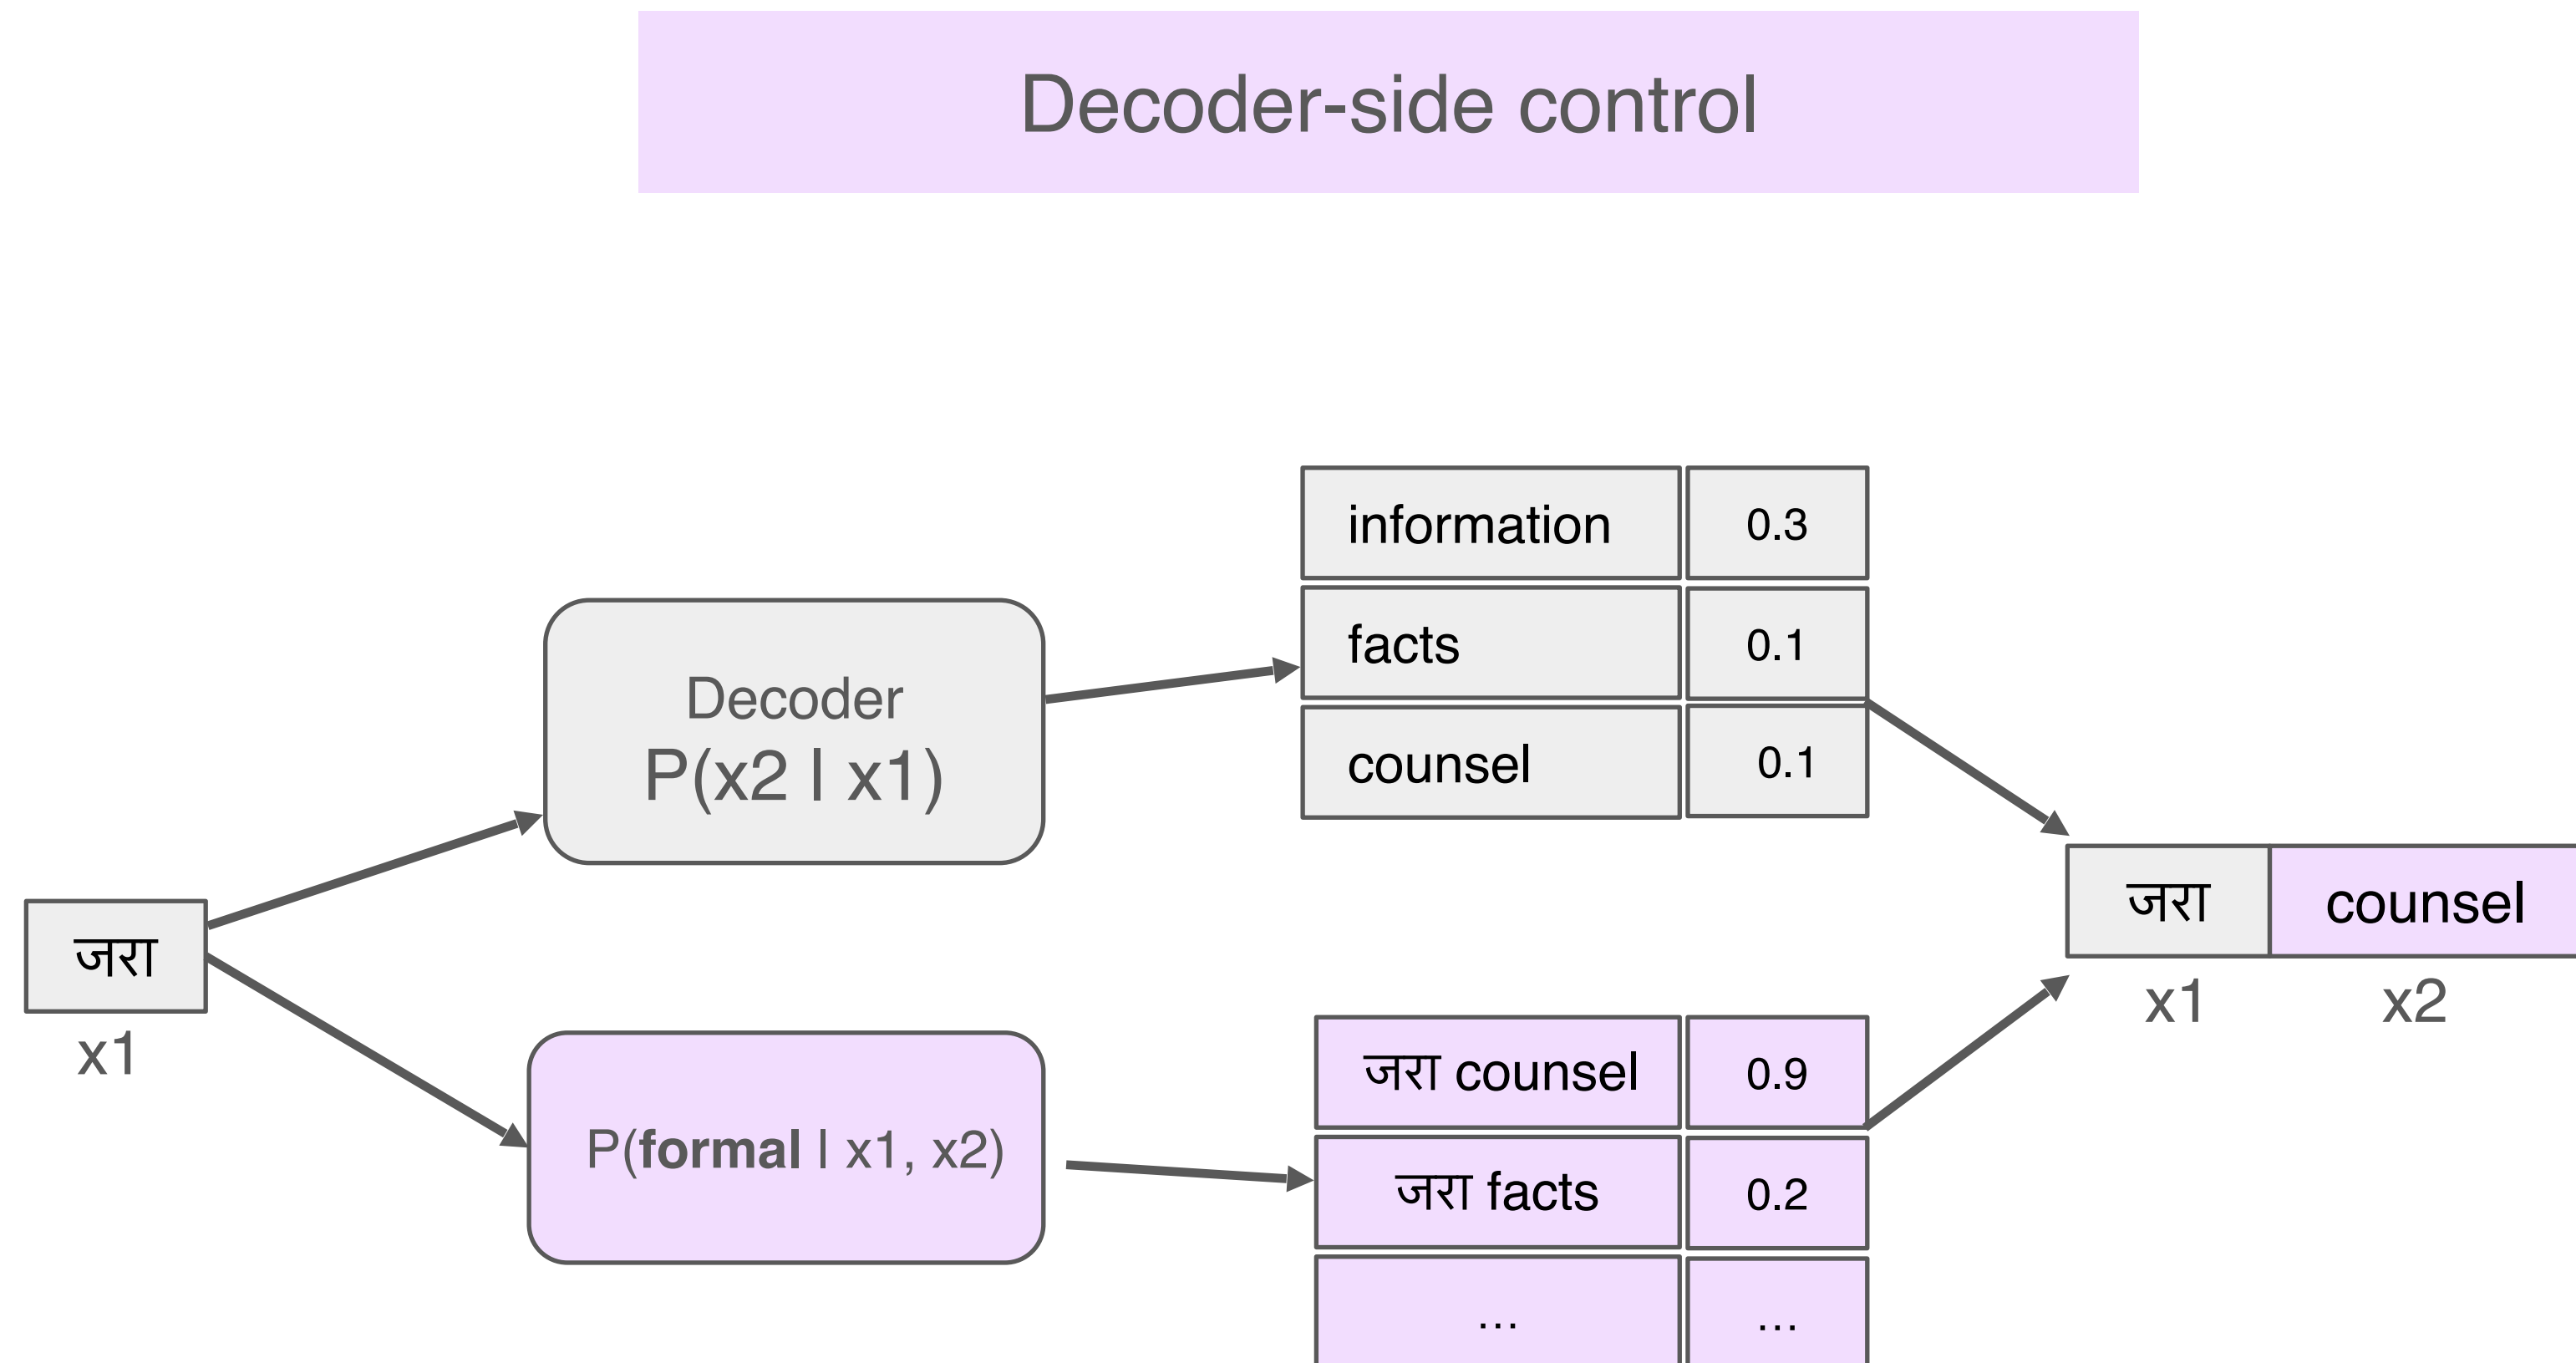 Decoder-side control
information 0.3
facts 0.1
counsel 0.1
Decoder
P(x2 | x1)
जरा
x1
जरा counsel
x1 x2
P(formal | x1, x2)
जरा counsel 0.9
जरा facts 0.2
... ...